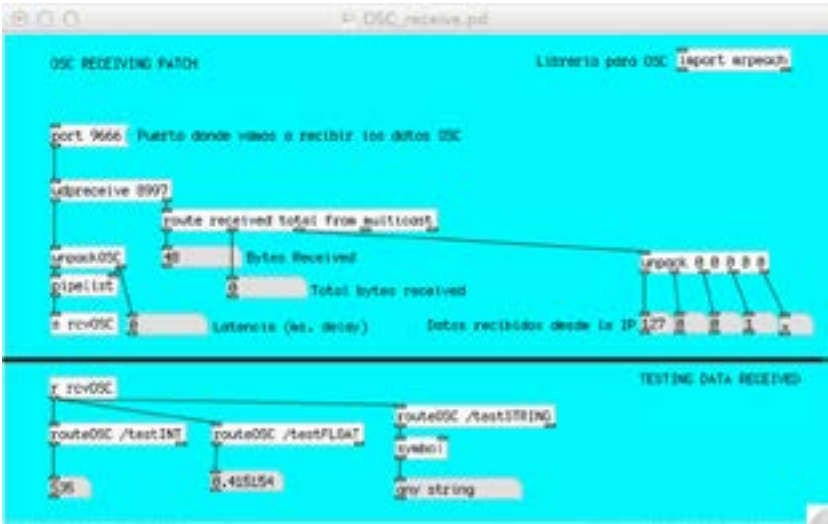 OSC_receive.pd
OSC RECEIVING PATCH
Librería para OSC
import mrpeach
port 9666
Puerto donde vamos a recibir los datos OSC
udpreceive 8997
route received total from multicast
unpackOSC
48
Bytes Received
unpack 0 0 0 0 0
pipelist
0
Total bytes received
s rcvOSC
0
Latencia (ms. delay)
Datos recibidos desde la IP
127 0 0 1
TESTING DATA RECEIVED
r rcvOSC
routeOSC /testSTRING
routeOSC /testINT
routeOSC /testFLOAT
symbol
0.415154
any string